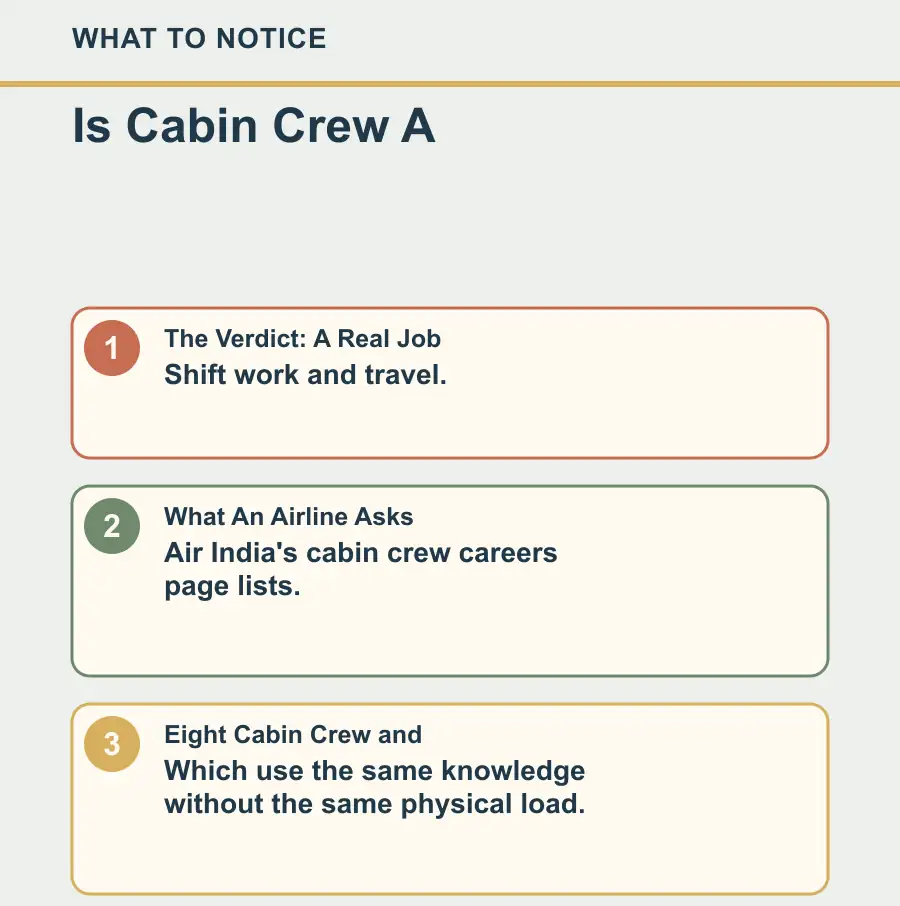 WHAT TO NOTICE
Is Cabin Crew A
1
The Verdict: A Real Job
Shift work and travel.
2
What An Airline Asks
Air India's cabin crew careers
page lists.
3
Eight Cabin Crew and
Which use the same knowledge
without the same physical load.